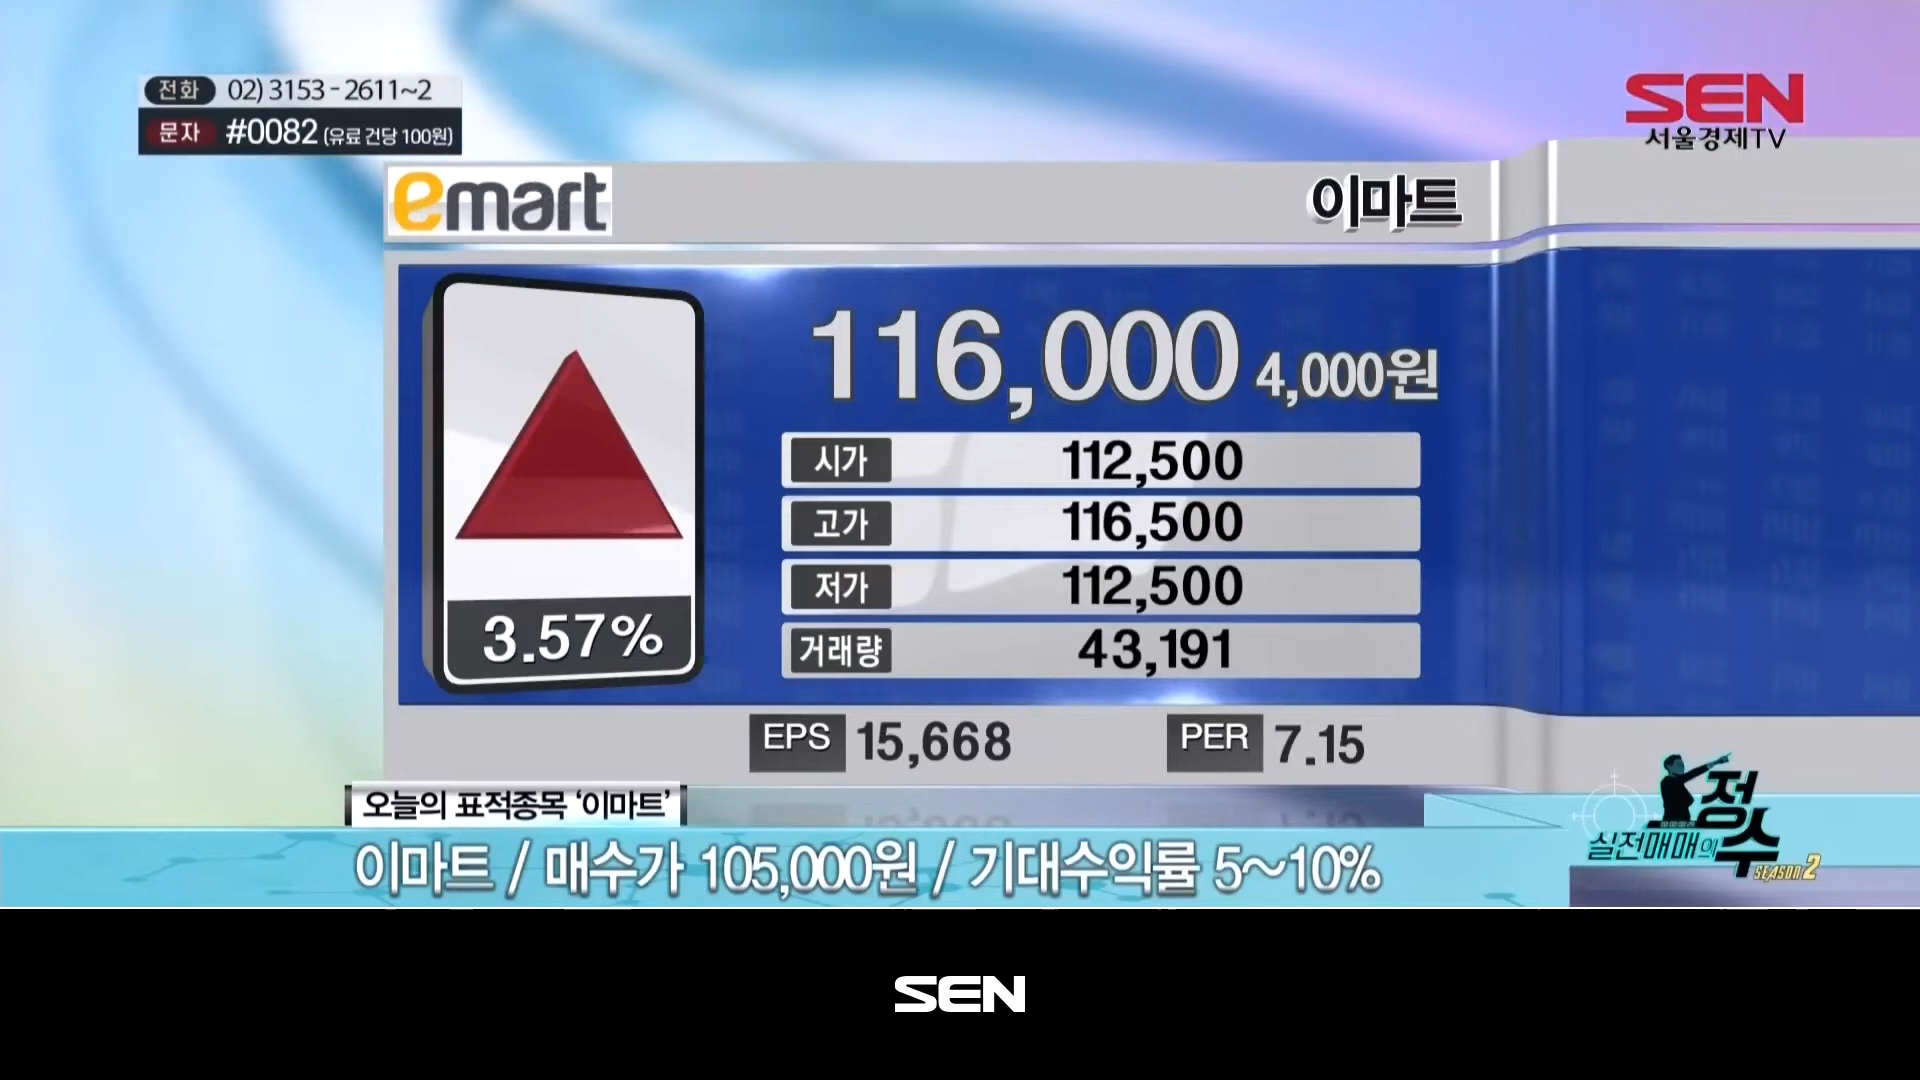 전화 02) 3153 - 2611~2
문자 #0082 (유료 건당 100원)
SEN
서울경제TV
emart
이마트
116,000 4,000원
3.57%
시가 112,500
고가 116,500
저가 112,500
거래량 43,191
EPS 15,668 PER 7.15
오늘의 표적종목 ‘이마트’
이마트 / 매수가 105,000원 / 기대수익률 5~10%
실전매매의 정수
SEASON 2
SEN